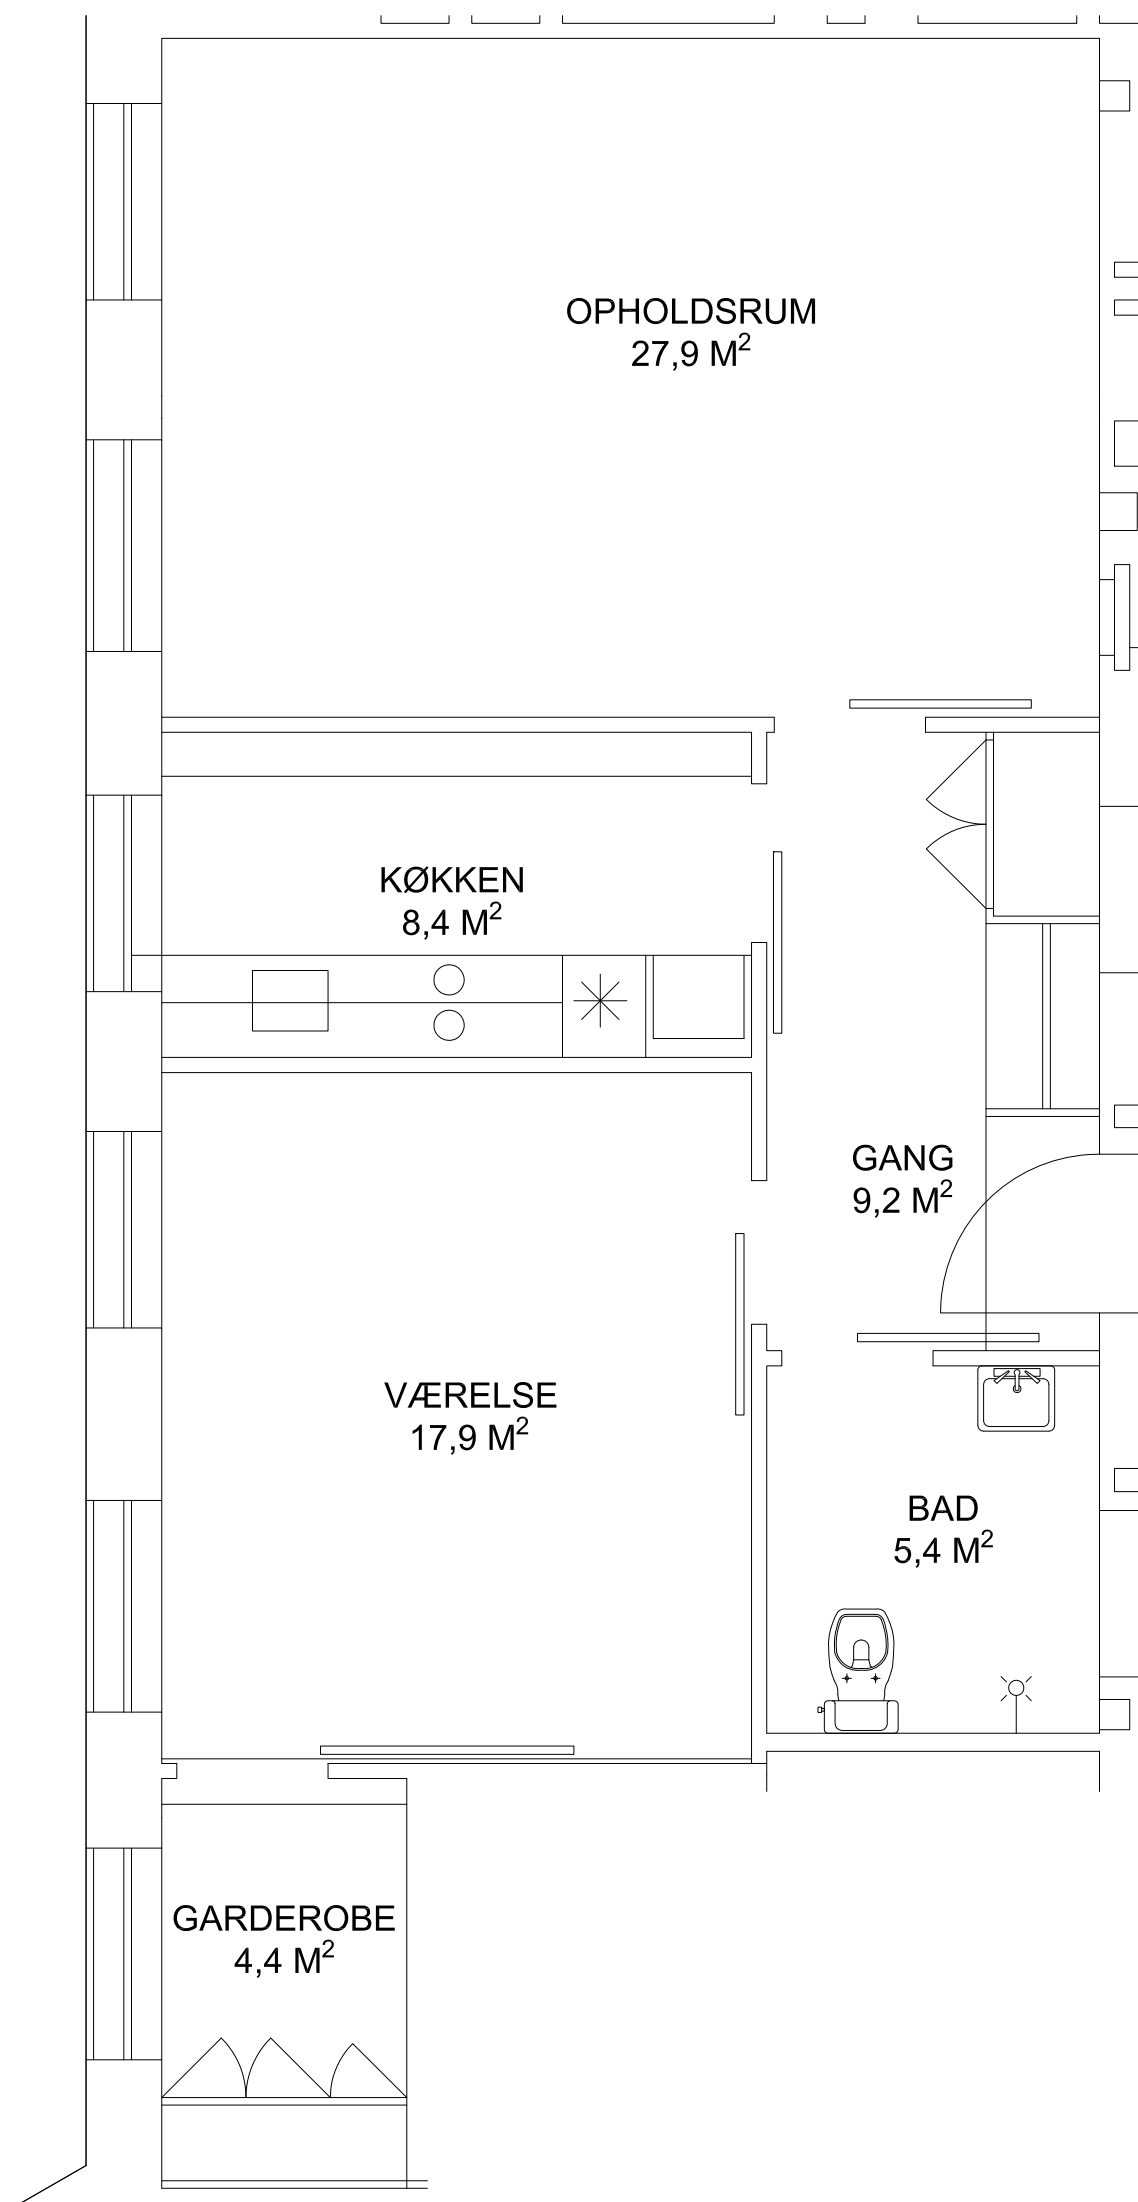 OPHOLDSRUM
27,9 M²
KØKKEN
8,4 M²
GANG
9,2 M²
VÆRELSE
17,9 M²
BAD
5,4 M²
GARDEROBE
4,4 M²